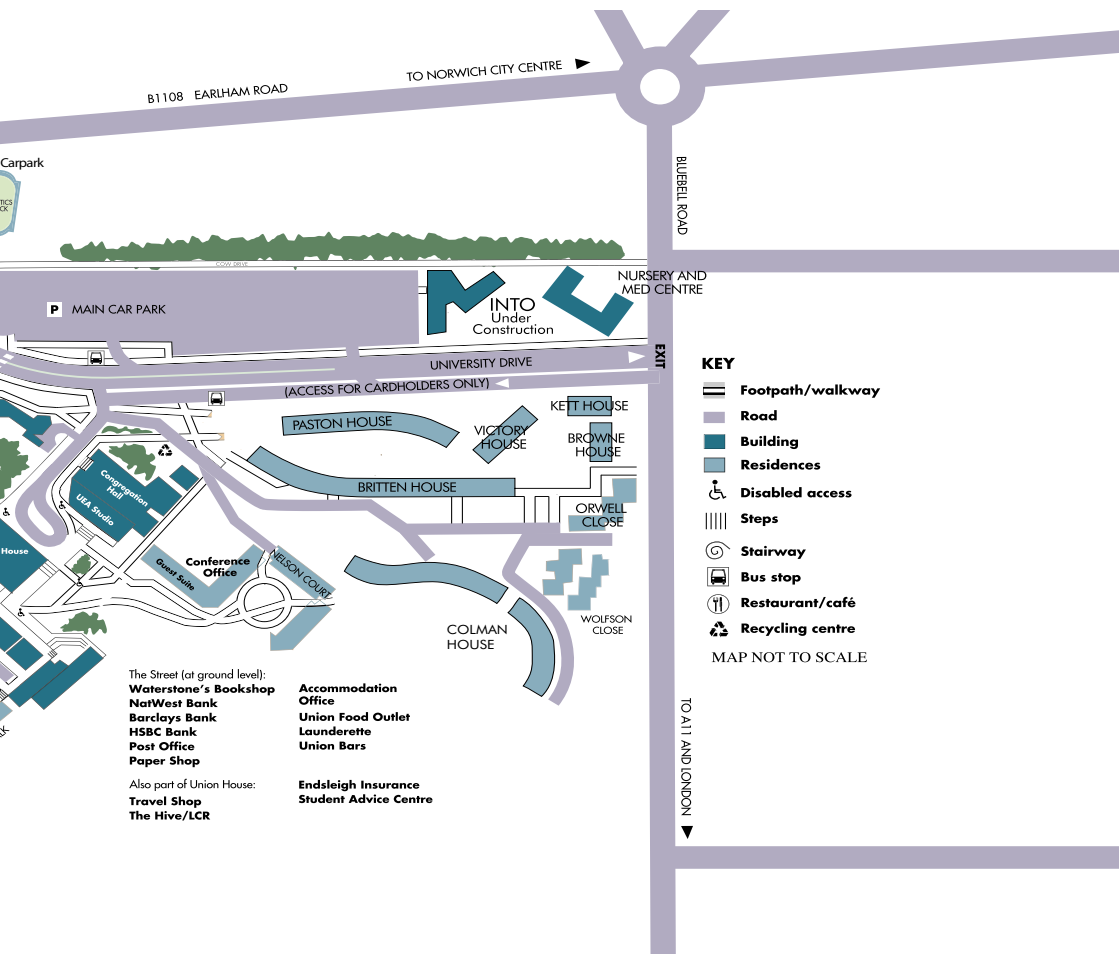 TO NORWICH CITY CENTRE
B1108 EARLHAM ROAD
Carpark
TICS
CK
BLUEBELL ROAD
COW DRIVE
NURSERY AND
MED CENTRE
P MAIN CAR PARK
INTO
Under
Construction
UNIVERSITY DRIVE
EXIT
(ACCESS FOR CARDHOLDERS ONLY)
PASTON HOUSE
VICTORY
HOUSE
KETT HOUSE
BROWNE
HOUSE
BRITTEN HOUSE
ORWELL
CLOSE
Congregation
Hall
UEA Studio
House
Guest Suite
Conference
Office
NELSON COURT
COLMAN
HOUSE
WOLFSON
CLOSE
KEY
Footpath/walkway
Road
Building
Residences
Disabled access
Steps
Stairway
Bus stop
Restaurant/café
Recycling centre
MAP NOT TO SCALE
TO A11 AND LONDON
The Street (at ground level):
Waterstone's Bookshop
NatWest Bank
Barclays Bank
HSBC Bank
Post Office
Paper Shop
Accommodation
Office
Union Food Outlet
Launderette
Union Bars
Also part of Union House:
Travel Shop
The Hive/LCR
Endsleigh Insurance
Student Advice Centre